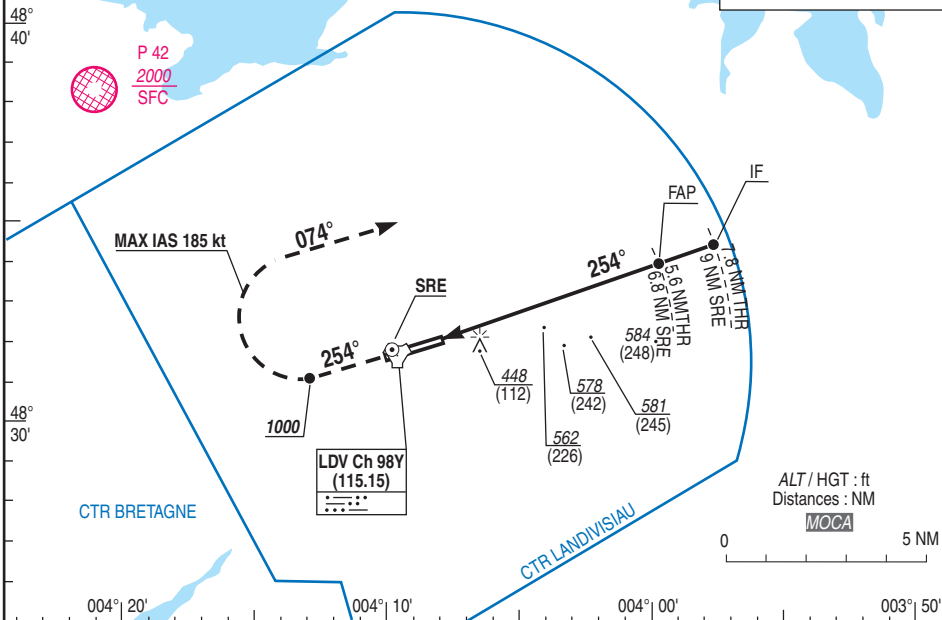 48°
40'
P 42
2000
SFC
IF
FAP
MAX IAS 185 kt
074°
254°
7.8 NM THR
9 NM SRE
5.6 NMTHR
6.8 NM SRE
SRE
254°
584
(248)
448
(112)
578
(242)
581
(245)
1000
562
(226)
48°
30'
LDV Ch 98Y
(115.15)
ALT / HGT : ft
Distances : NM
MOCA
0
5 NM
CTR BRETAGNE
CTR LANDIVISIAU
004° 20'
004° 10'
004° 00'
003° 50'